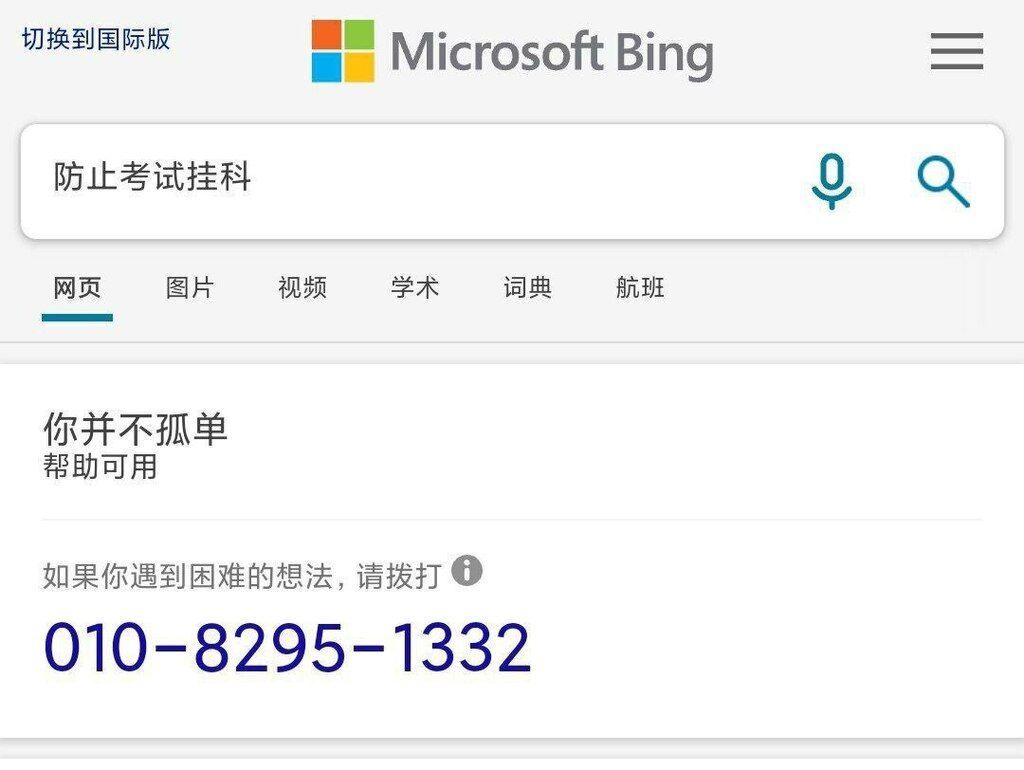 切换到国际版
Microsoft Bing
防止考试挂科
网页 图片 视频 学术 词典 航班
你并不孤单
帮助可用
如果你遇到困难的想法，请拨打
010-8295-1332